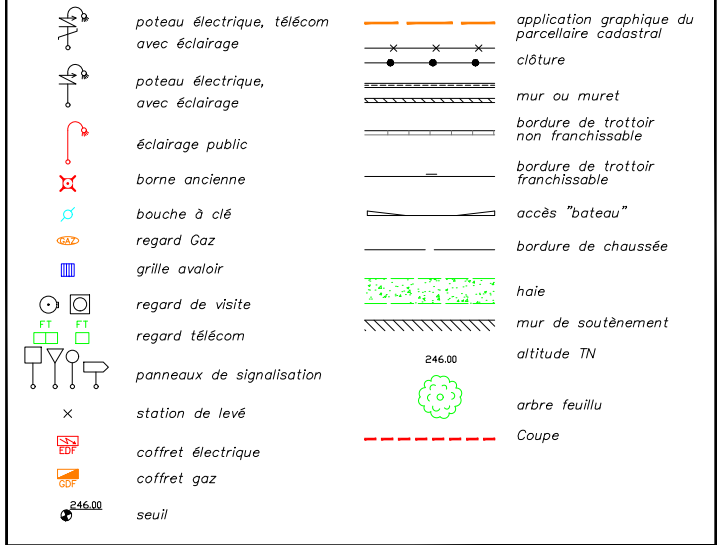 poteau électrique, télécom
avec éclairage
poteau électrique,
avec éclairage
éclairage public
borne ancienne
bouche à clé
GAZ
regard Gaz
grille avaloir
regard de visite
FT FT
regard télécom
panneaux de signalisation
station de levé
EDF
coffret électrique
GDF
coffret gaz
246.00
seuil
application graphique du
parcellaire cadastral
clôture
mur ou muret
bordure de trottoir
non franchissable
bordure de trottoir
franchissable
accès "bateau"
bordure de chaussée
haie
mur de soutènement
246.00
altitude TN
arbre feuillu
Coupe